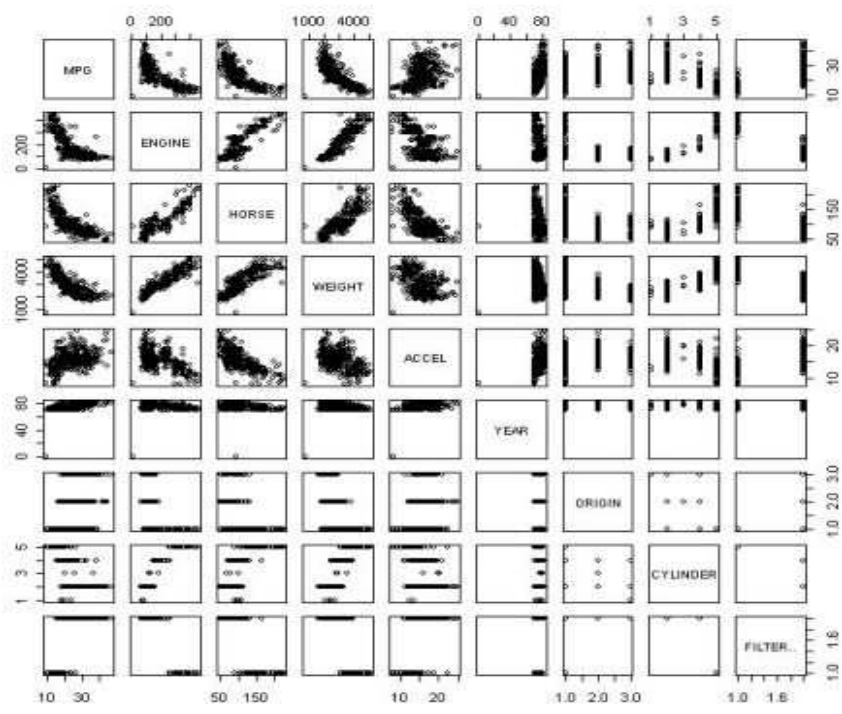 0 200
1000 4000
0 40 80
1 3 5
MPG
10 30
0 200
ENGINE
HORSE
50 150
1000 4000
WEIGHT
ACCEL
10 20
0 40 80
YEAR
ORIGIN
1.0 2.0 3.0
1 3 5
CYLINDER
FILTER..
1.0 1.6
10 30
50 150
10 20
1.0 2.0 3.0
1.0 1.6